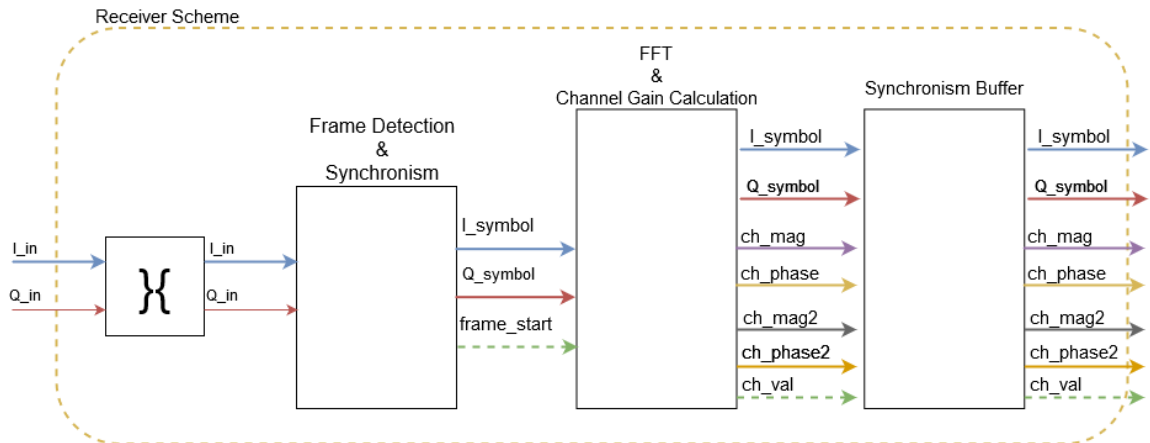 Receiver Scheme
I_in
Q_in
}{
I_in
Q_in
Frame Detection
&
Synchronism
I_symbol
Q_symbol
frame_start
FFT
&
Channel Gain Calculation
I_symbol
Q_symbol
ch_mag
ch_phase
ch_mag2
ch_phase2
ch_val
Synchronism Buffer
I_symbol
Q_symbol
ch_mag
ch_phase
ch_mag2
ch_phase2
ch_val